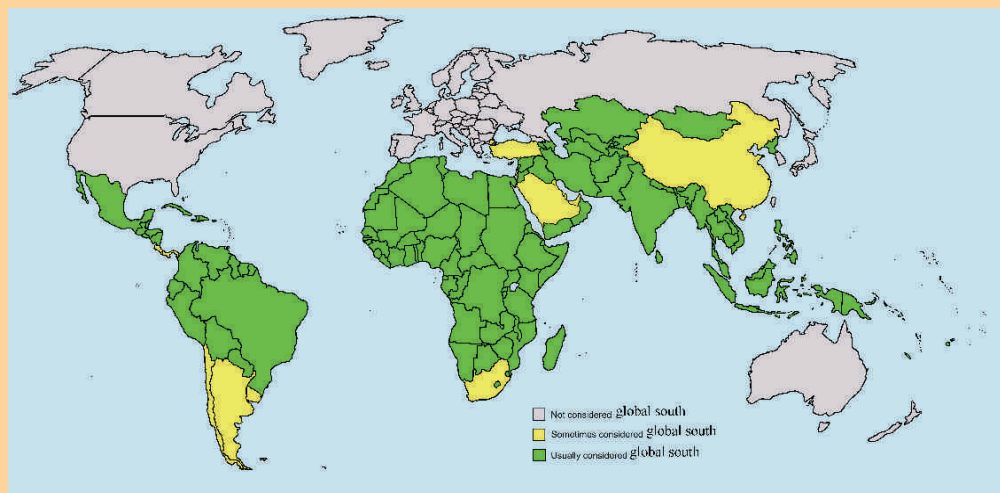 Not considered global south
Sometimes considered global south
Usually considered global south